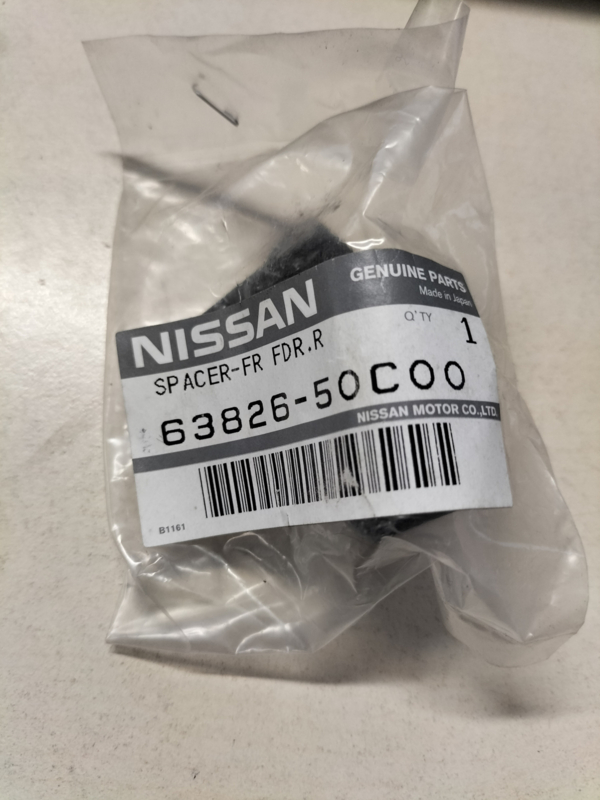 NISSAN
GENUINE PARTS
Made in Japan
SPACER-FR FDR.R
Q'TY 1
63826-50C00
NISSAN MOTOR CO.,LTD.
B1161